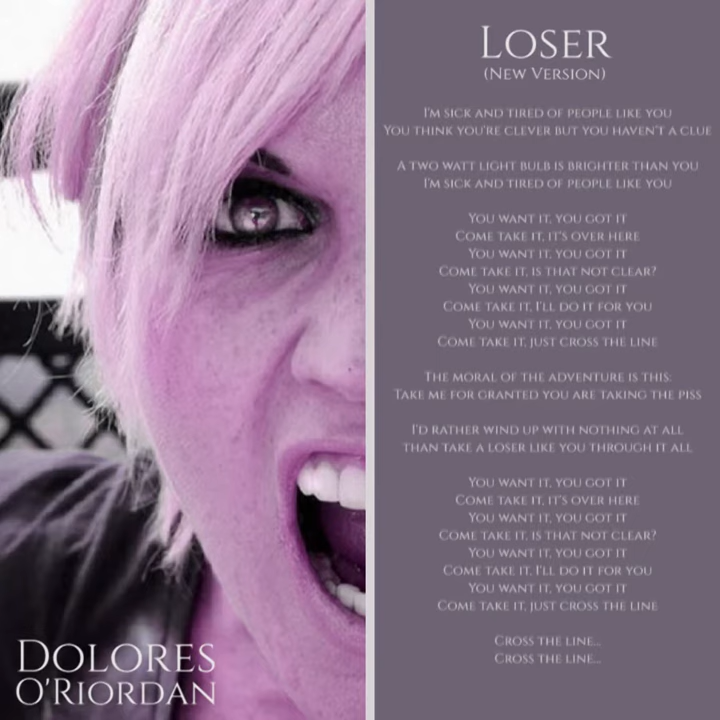 DOLORES
O'RIORDAN
LOSER
(NEW VERSION)
I'M SICK AND TIRED OF PEOPLE LIKE YOU
YOU THINK YOU'RE CLEVER BUT YOU HAVEN'T A CLUE
A TWO WATT LIGHT BULB IS BRIGHTER THAN YOU
I'M SICK AND TIRED OF PEOPLE LIKE YOU
YOU WANT IT, YOU GOT IT
COME TAKE IT, IT'S OVER HERE
YOU WANT IT, YOU GOT IT
COME TAKE IT, IS THAT NOT CLEAR?
YOU WANT IT, YOU GOT IT
COME TAKE IT, I'LL DO IT FOR YOU
YOU WANT IT, YOU GOT IT
COME TAKE IT, JUST CROSS THE LINE
THE MORAL OF THE ADVENTURE IS THIS:
TAKE ME FOR GRANTED YOU ARE TAKING THE PISS
I'D RATHER WIND UP WITH NOTHING AT ALL
THAN TAKE A LOSER LIKE YOU THROUGH IT ALL
YOU WANT IT, YOU GOT IT
COME TAKE IT, IT'S OVER HERE
YOU WANT IT, YOU GOT IT
COME TAKE IT, IS THAT NOT CLEAR?
YOU WANT IT, YOU GOT IT
COME TAKE IT, I'LL DO IT FOR YOU
YOU WANT IT, YOU GOT IT
COME TAKE IT, JUST CROSS THE LINE
CROSS THE LINE...
CROSS THE LINE...